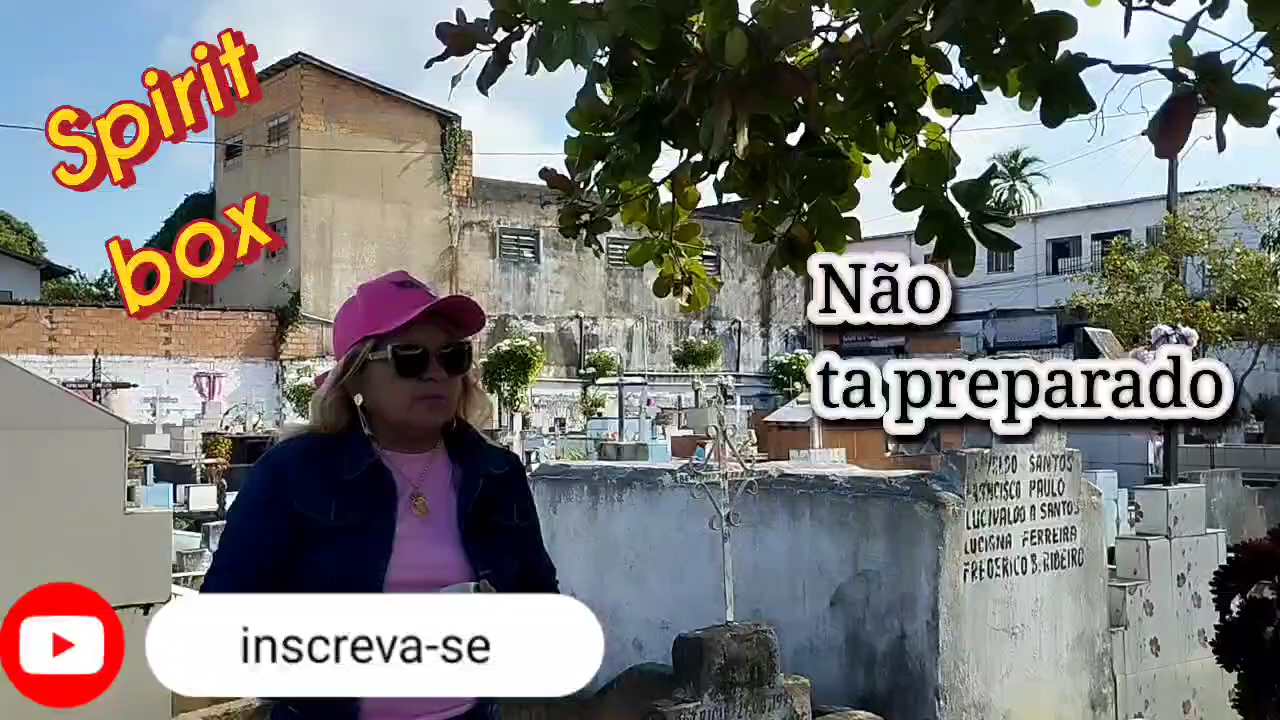 Spirit
box
Não
ta preparado
SANTOS
FRANCISCO PAULO
LUCIVALDO A SANTOS
LUCIANA FERREIRA
FREDERICO B. RIBEIRO
inscreva-se